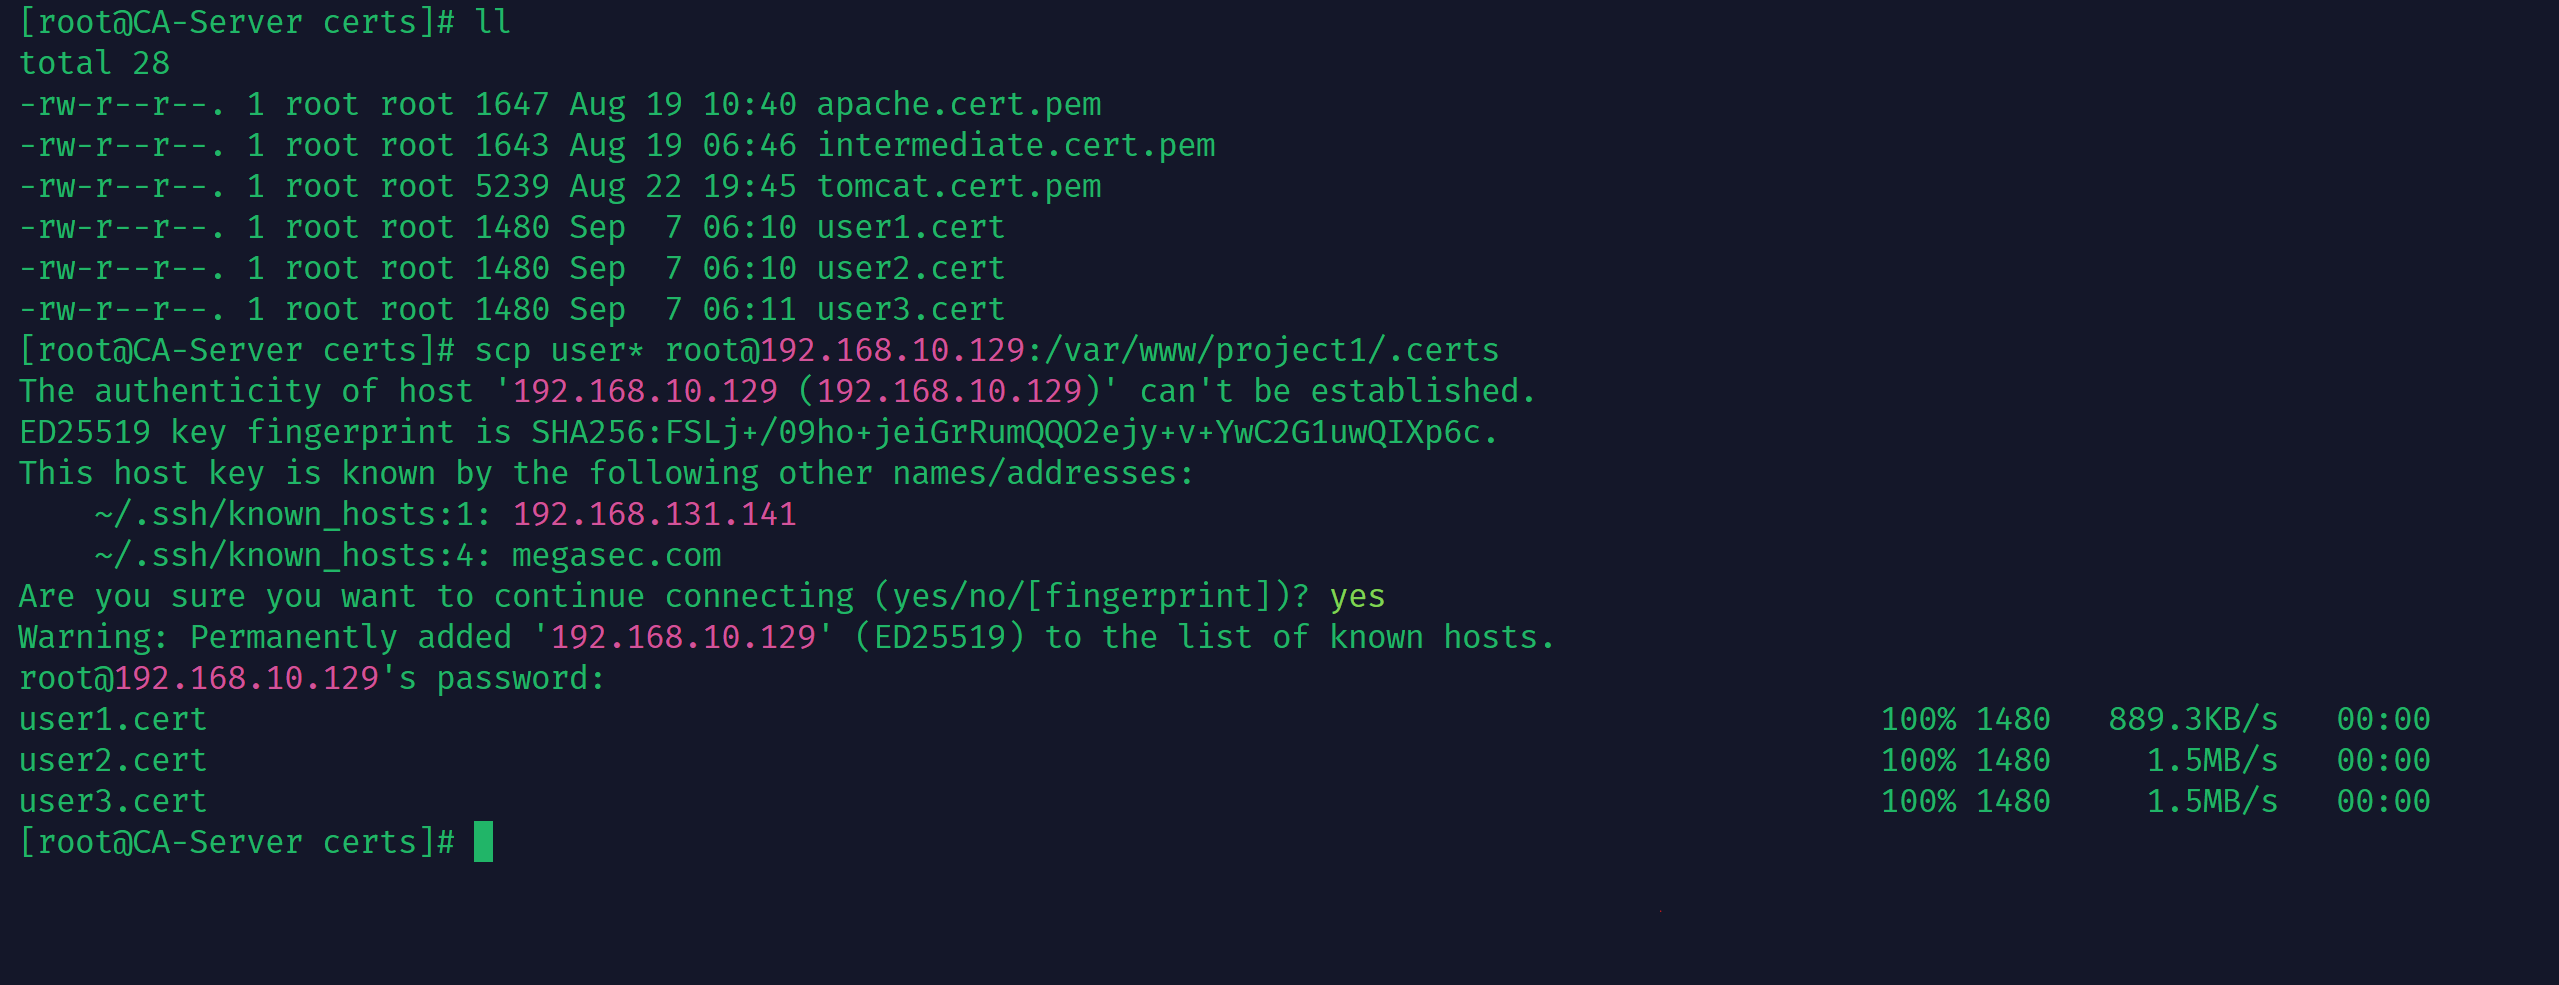 [root@CA-Server certs]# ll
total 28
-rw-r--r--. 1 root root 1647 Aug 19 10:40 apache.cert.pem
-rw-r--r--. 1 root root 1643 Aug 19 06:46 intermediate.cert.pem
-rw-r--r--. 1 root root 5239 Aug 22 19:45 tomcat.cert.pem
-rw-r--r--. 1 root root 1480 Sep  7 06:10 user1.cert
-rw-r--r--. 1 root root 1480 Sep  7 06:10 user2.cert
-rw-r--r--. 1 root root 1480 Sep  7 06:11 user3.cert
[root@CA-Server certs]# scp user* root@192.168.10.129:/var/www/project1/.certs
The authenticity of host '192.168.10.129 (192.168.10.129)' can't be established.
ED25519 key fingerprint is SHA256:FSLj+/09ho+jeiGrRumQQO2ejy+v+YwC2G1uwQIXp6c.
This host key is known by the following other names/addresses:
    ~/.ssh/known_hosts:1: 192.168.131.141
    ~/.ssh/known_hosts:4: megasec.com
Are you sure you want to continue connecting (yes/no/[fingerprint])? yes
Warning: Permanently added '192.168.10.129' (ED25519) to the list of known hosts.
root@192.168.10.129's password:
user1.cert 100% 1480 889.3KB/s 00:00
user2.cert 100% 1480 1.5MB/s 00:00
user3.cert 100% 1480 1.5MB/s 00:00
[root@CA-Server certs]#